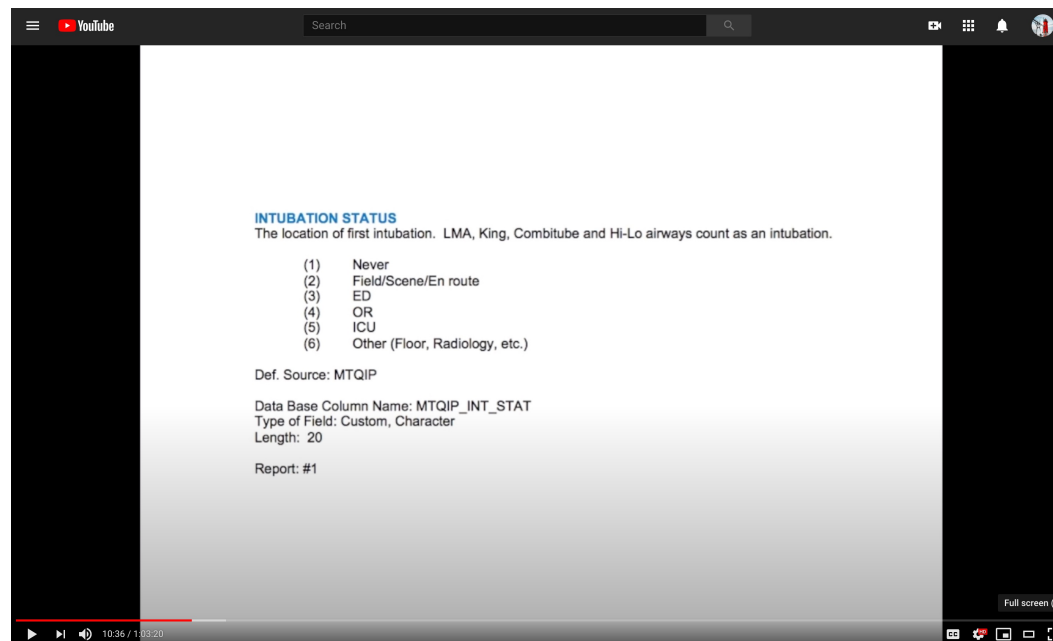 YouTube
Search
INTUBATION STATUS
The location of first intubation.  LMA, King, Combitube and Hi-Lo airways count as an intubation.
(1) Never
(2) Field/Scene/En route
(3) ED
(4) OR
(5) ICU
(6) Other (Floor, Radiology, etc.)
Def. Source: MTQIP
Data Base Column Name: MTQIP_INT_STAT
Type of Field: Custom, Character
Length:  20
Report: #1
Full screen (
10:36 / 1:03:20
CC HD